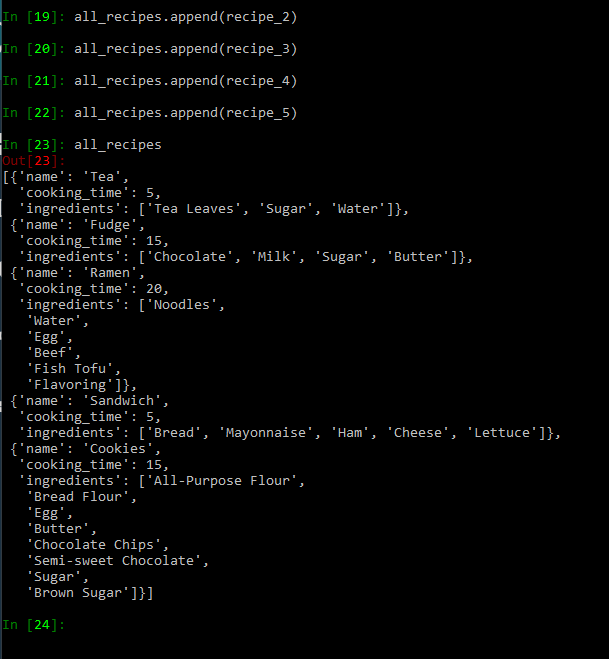 In [19]: all_recipes.append(recipe_2)
In [20]: all_recipes.append(recipe_3)
In [21]: all_recipes.append(recipe_4)
In [22]: all_recipes.append(recipe_5)
In [23]: all_recipes
Out[23]:
[{'name': 'Tea',
  'cooking_time': 5,
  'ingredients': ['Tea Leaves', 'Sugar', 'Water']},
 {'name': 'Fudge',
  'cooking_time': 15,
  'ingredients': ['Chocolate', 'Milk', 'Sugar', 'Butter']},
 {'name': 'Ramen',
  'cooking_time': 20,
  'ingredients': ['Noodles',
   'Water',
   'Egg',
   'Beef',
   'Fish Tofu',
   'Flavoring']},
 {'name': 'Sandwich',
  'cooking_time': 5,
  'ingredients': ['Bread', 'Mayonnaise', 'Ham', 'Cheese', 'Lettuce']},
 {'name': 'Cookies',
  'cooking_time': 15,
  'ingredients': ['All-Purpose Flour',
   'Bread Flour',
   'Egg',
   'Butter',
   'Chocolate Chips',
   'Semi-sweet Chocolate',
   'Sugar',
   'Brown Sugar']}]
In [24]: